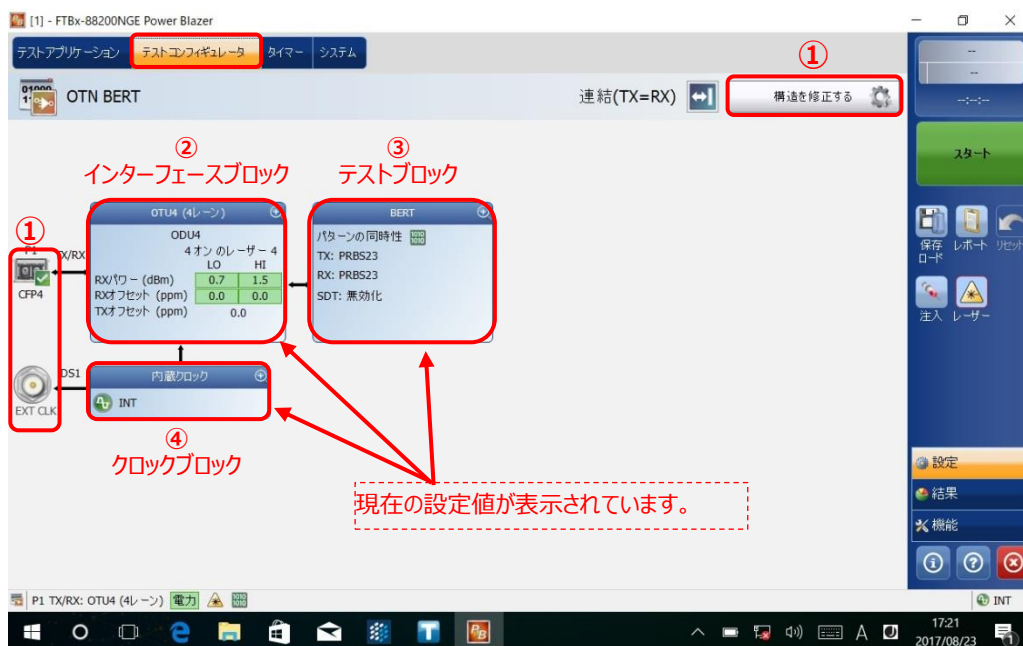 [1] - FTBx-88200NGE Power Blazer
テストアプリケーション テストコンフィギュレータ タイマー システム
①
OTN BERT 連結(TX=RX) 構造を修正する
--
--
--:--:--
スタート
保存 レポート リセット
ロード
注入 レーザー
②
インターフェースブロック
③
テストブロック
①
P1 TX/RX
CFP4
OTU4 (4レーン)
ODU4
4オン のレーザー 4
LO HI
RXパワー (dBm) 0.7 1.5
RXオフセット (ppm) 0.0 0.0
TXオフセット (ppm) 0.0
BERT
パターンの同時性
TX: PRBS23
RX: PRBS23
SDT: 無効化
DS1
EXT CLK
内蔵クロック
INT
④
クロックブロック
現在の設定値が表示されています。
設定
結果
機能
P1 TX/RX: OTU4 (4レーン) 電力
INT
A
17:21
2017/08/23
1